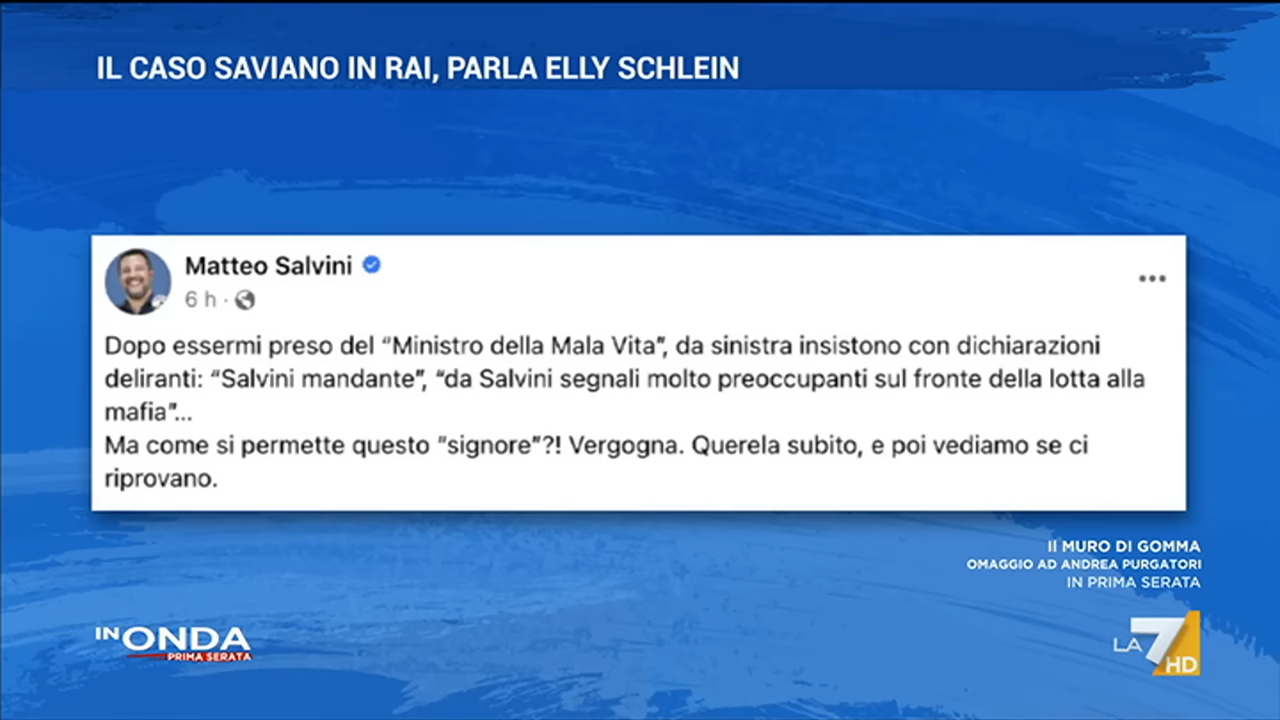 IL CASO SAVIANO IN RAI, PARLA ELLY SCHLEIN
Matteo Salvini
6 h ·
Dopo essermi preso del “Ministro della Mala Vita”, da sinistra insistono con dichiarazioni
deliranti: “Salvini mandante”, “da Salvini segnali molto preoccupanti sul fronte della lotta alla
mafia”...
Ma come si permette questo “signore”?! Vergogna. Querela subito, e poi vediamo se ci
riprovano.
Il MURO DI GOMMA
OMAGGIO AD ANDREA PURGATORI
IN PRIMA SERATA
IN ONDA
PRIMA SERATA
LA 7
HD